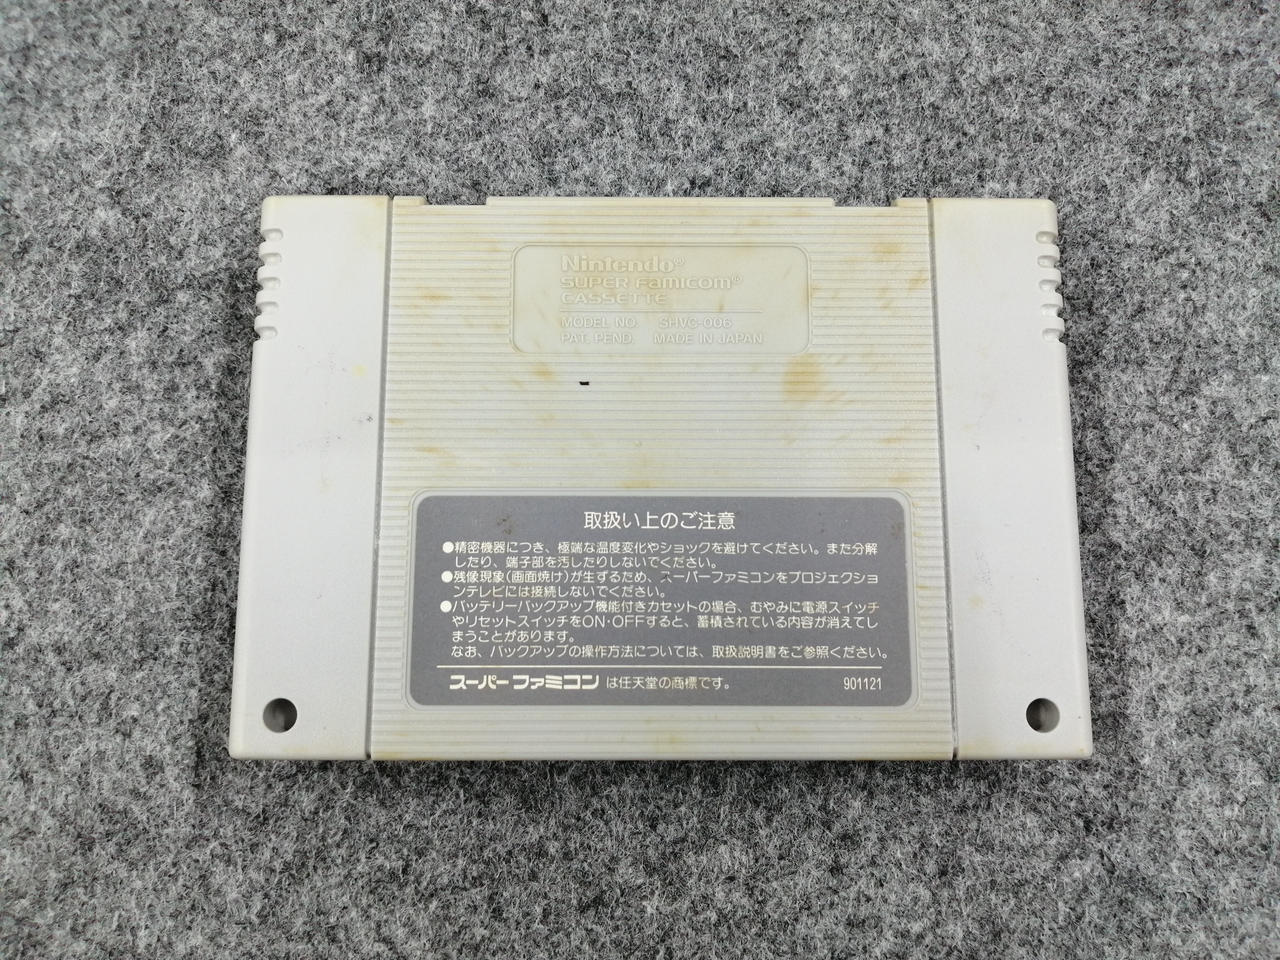 Nintendo®
SUPER Famicom®
CASSETTE
MODEL NO. SHVC-006
PAT. PEND. MADE IN JAPAN
取扱い上のご注意
●精密機器につき、極端な温度変化やショックを避けてください。また分解
したり、端子部を汚したりしないでください。
●残像現象(画面焼け)が生ずるため、スーパーファミコンをプロジェクショ
ンテレビには接続しないでください。
●バッテリーバックアップ機能付きカセットの場合、むやみに電源スイッチ
やリセットスイッチをON・OFFすると、蓄積されている内容が消えてし
まうことがあります。
なお、バックアップの操作方法については、取扱説明書をご参照ください。
スーパーファミコンは任天堂の商標です。 901121